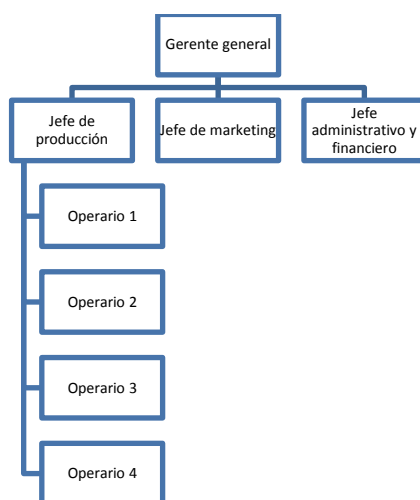 Gerente general
Jefe de
producción
Jefe de marketing
Jefe
administrativo y
financiero
Operario 1
Operario 2
Operario 3
Operario 4